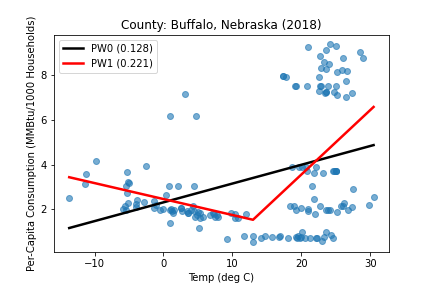 County: Buffalo, Nebraska (2018)
PW0 (0.128)
PW1 (0.221)
Per-Capita Consumption (MMBtu/1000 Households)
8
6
4
2
−10
0
10
20
30
Temp (deg C)